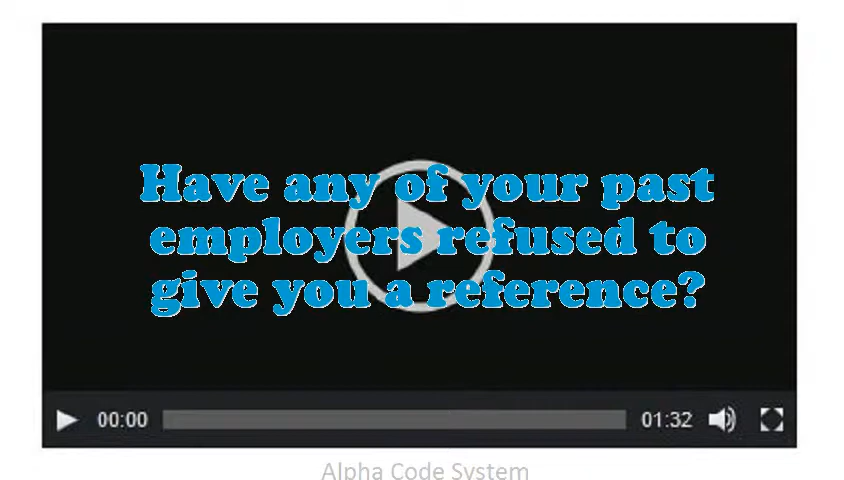 Have any of your past
employers refused to
give you a reference?
00:00
01:32
Alpha Code System